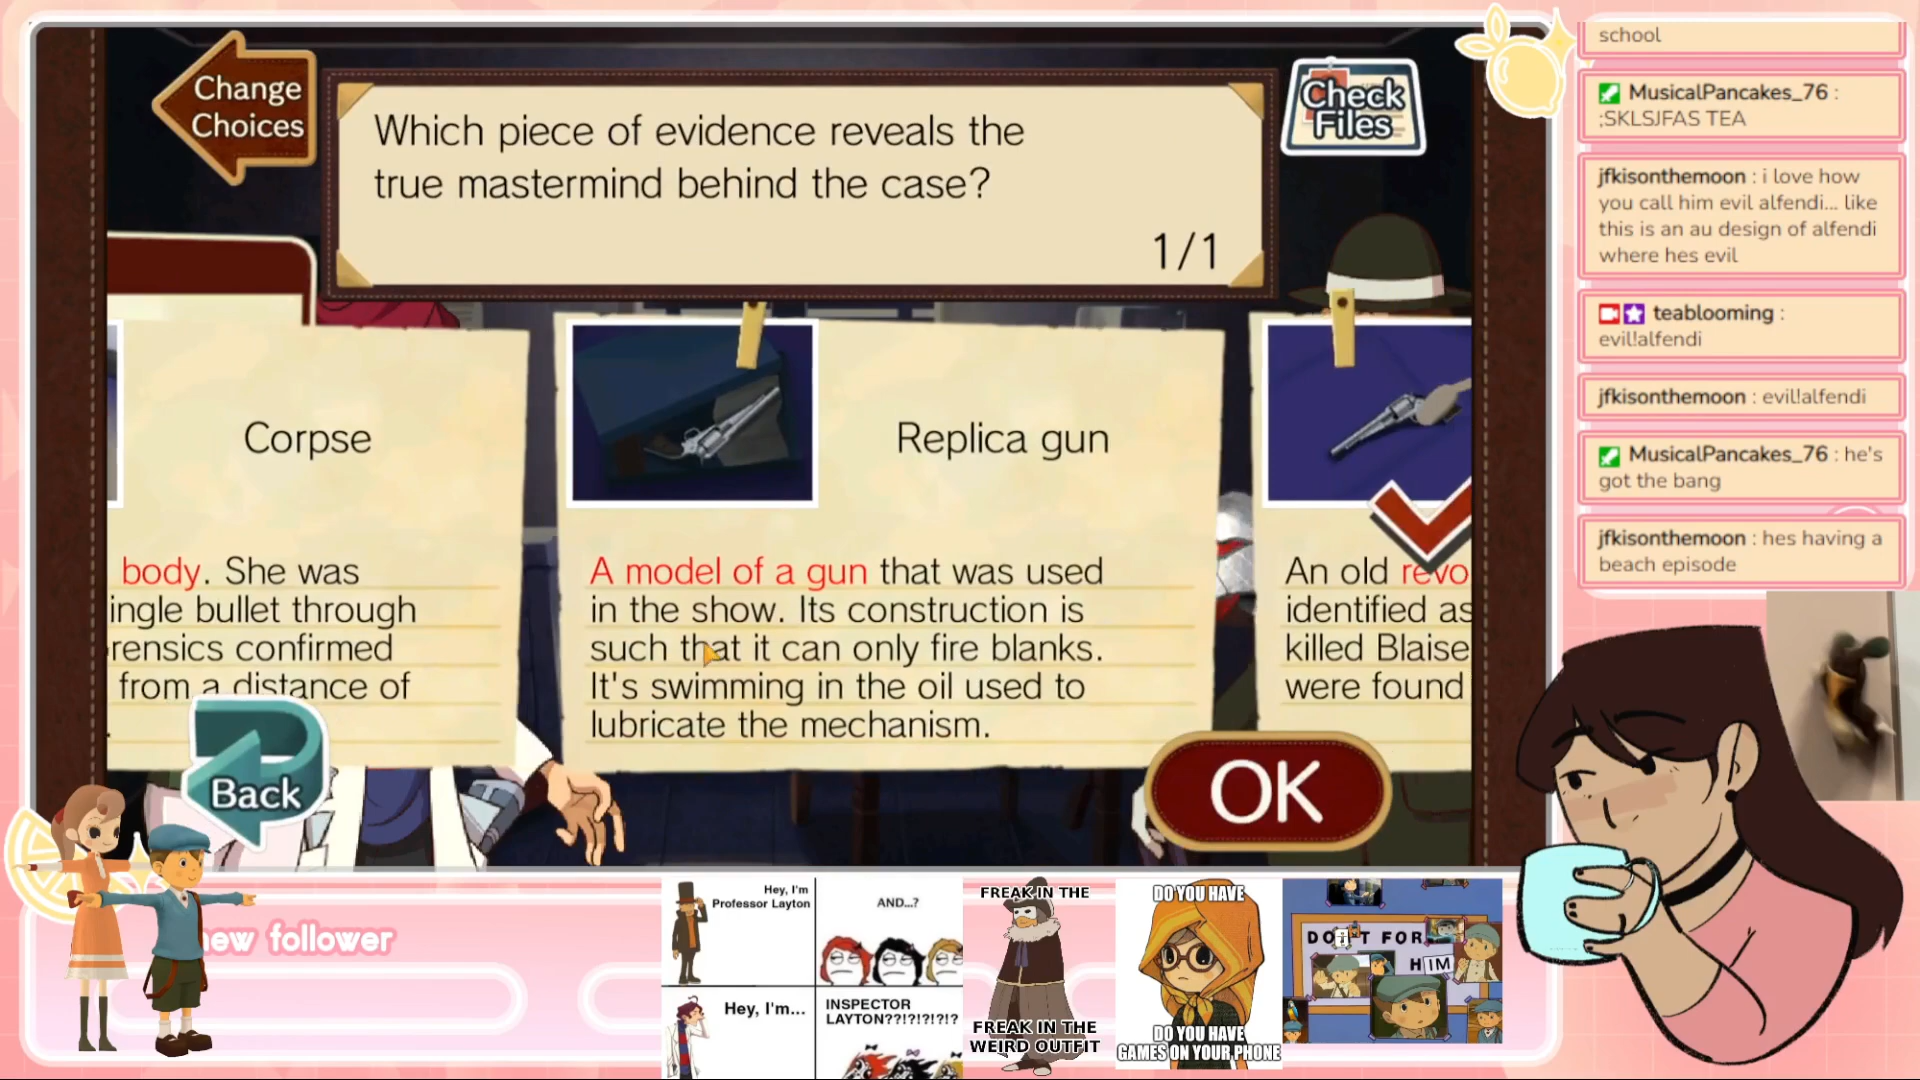 Change
Choices
Which piece of evidence reveals the
true mastermind behind the case?
1/1
Check
Files
Corpse
body. She was
ingle bullet through
rensics confirmed
from a distance of
Replica gun
A model of a gun that was used
in the show. Its construction is
such that it can only fire blanks.
It's swimming in the oil used to
lubricate the mechanism.
An old revo
identified as
killed Blaise
were found
Back
OK
school
MusicalPancakes_76 :
;SKLSJFAS TEA
jfkisonthemoon : i love how
you call him evil alfendi... like
this is an au design of alfendi
where hes evil
teablooming :
evil!alfendi
jfkisonthemoon : evil!alfendi
MusicalPancakes_76 : he's
got the bang
jfkisonthemoon : hes having a
beach episode
new follower
Hey, I'm
Professor Layton
AND...?
Hey, I'm...
INSPECTOR
LAYTON??!?!?!?!?
FREAK IN THE
FREAK IN THE
WEIRD OUTFIT
DO YOU HAVE
DO YOU HAVE
GAMES ON YOUR PHONE
FOR
HIM